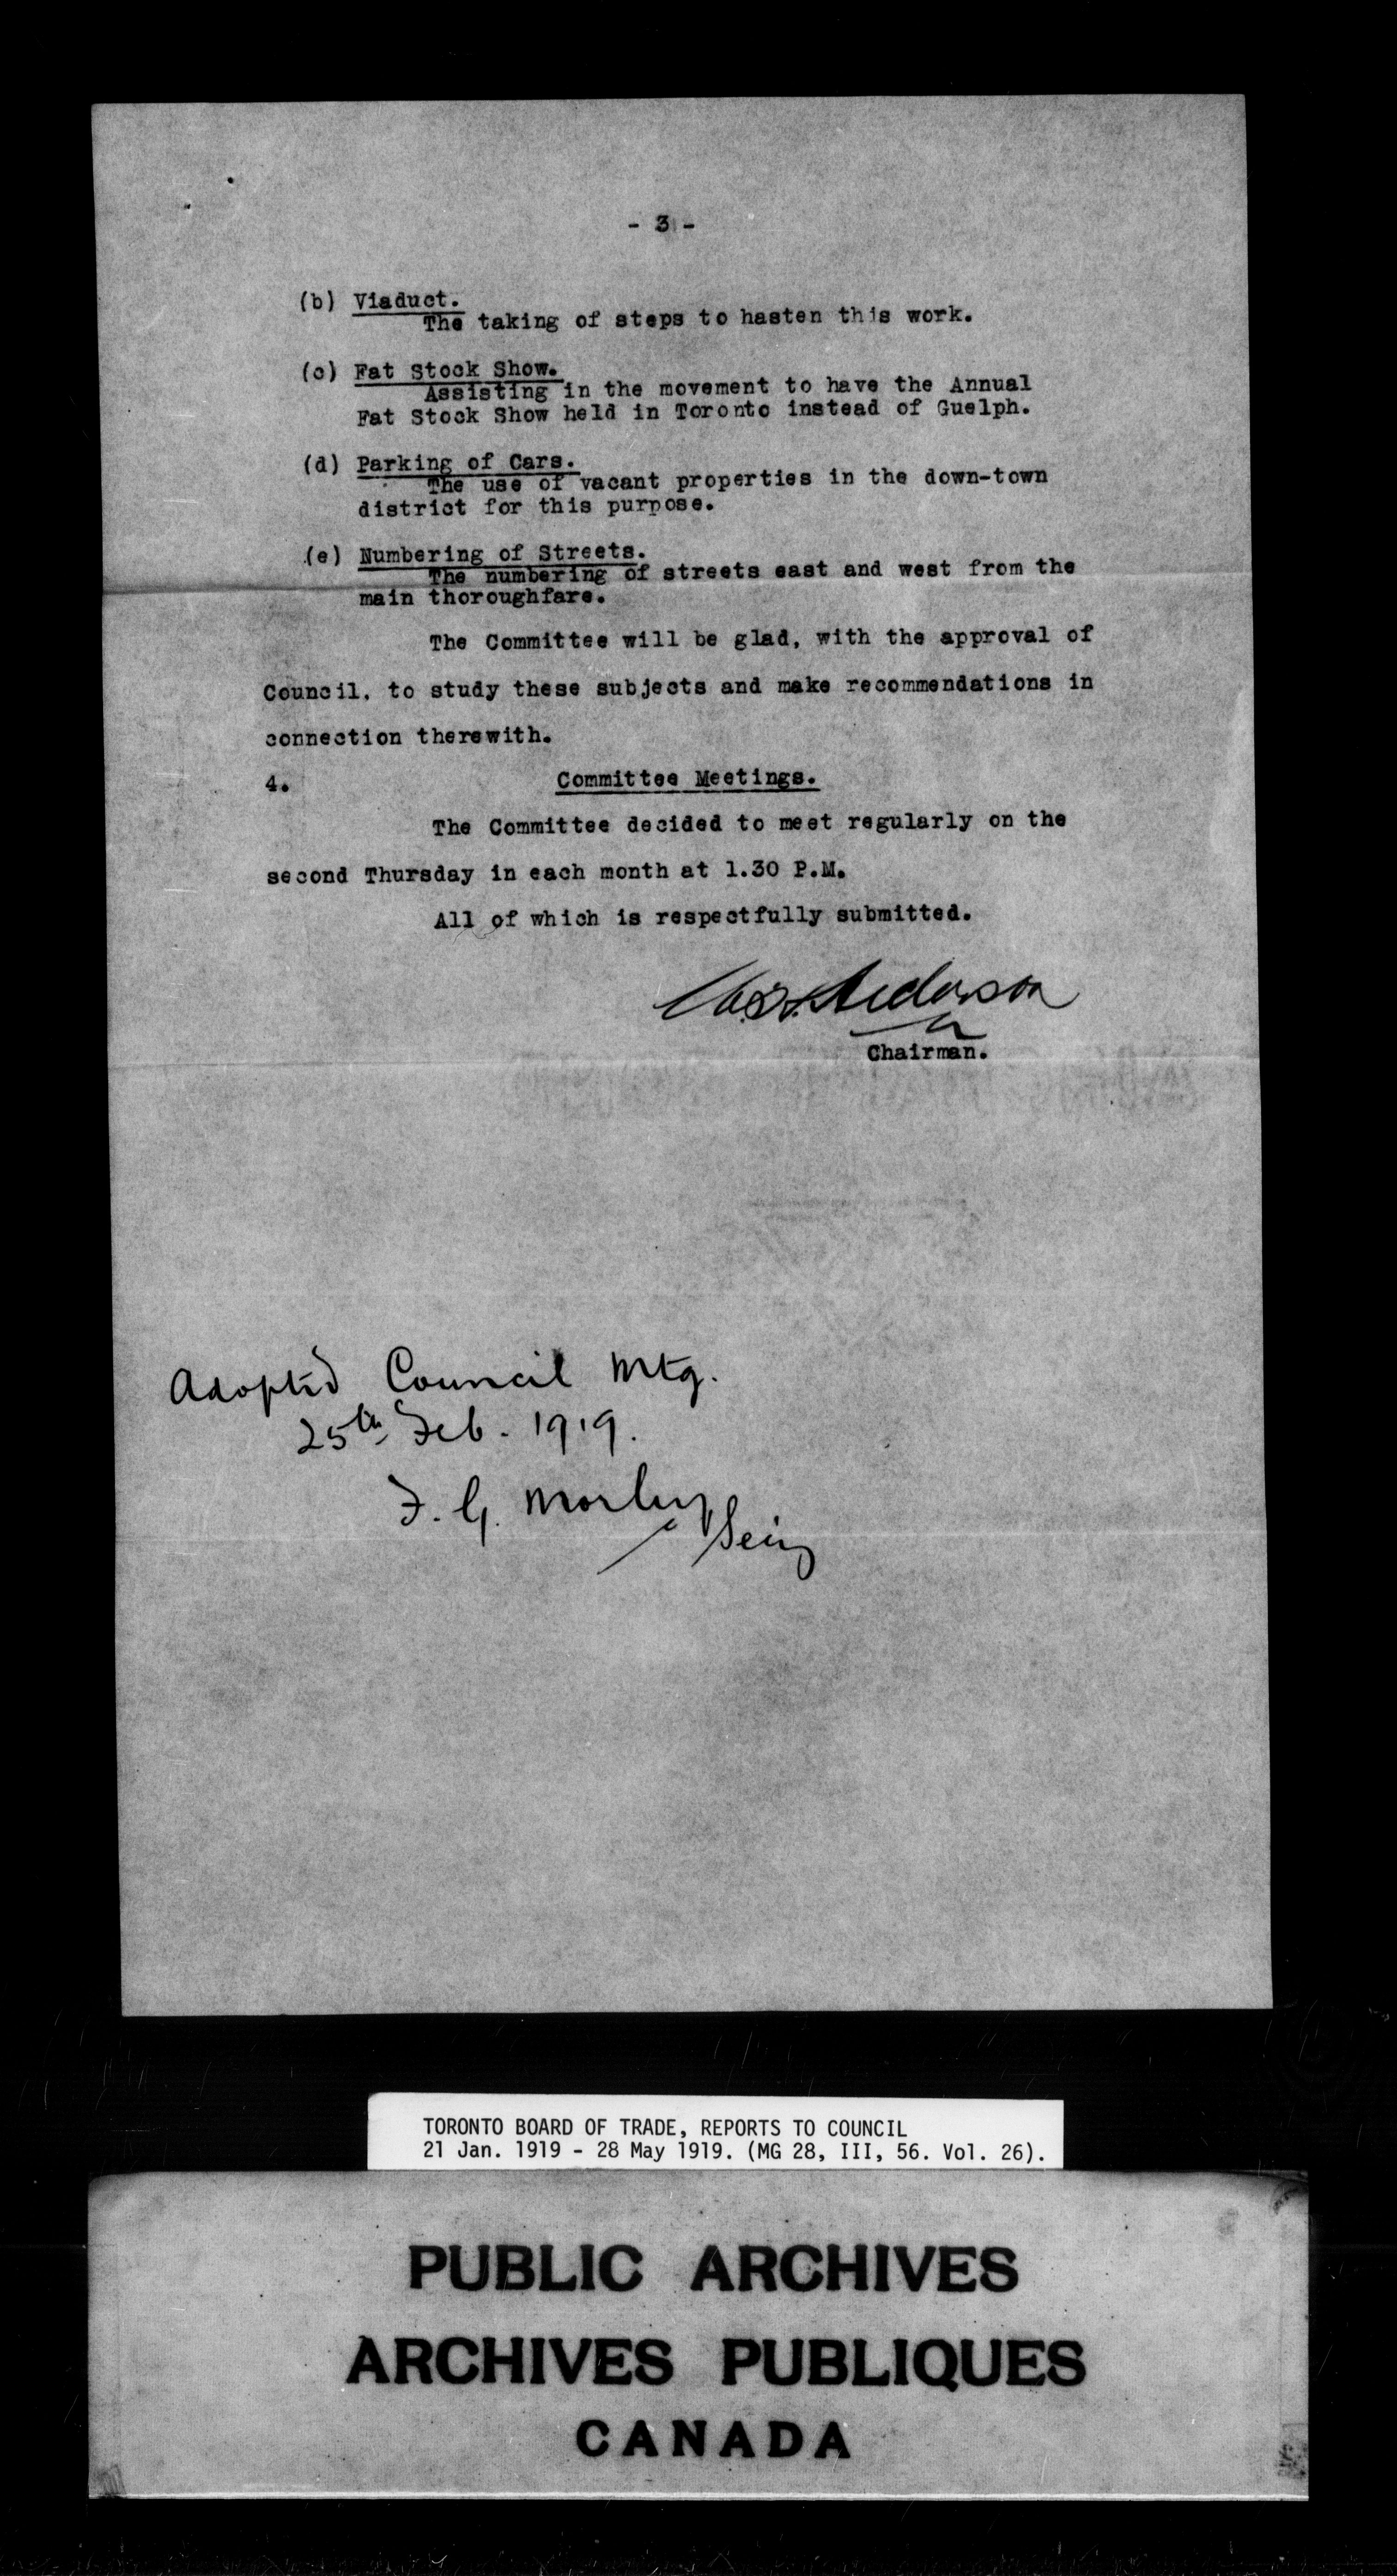 - 3 -
(b) Viaduct.
The taking of steps to hasten this work.
(c) Fat Stock Show.
Assisting in the movement to have the Annual
Fat Stock Show held in Toronto instead of Guelph.
(d) Parking of Cars.
The use of vacant properties in the down-town
district for this purpose.
(e) Numbering of Streets.
The numbering of streets east and west from the
main thoroughfare.
The Committee will be glad, with the approval of
Council, to study these subjects and make recommendations in
connection therewith.
4. Committee Meetings.
The Committee decided to meet regularly on the
second Thursday in each month at 1.30 P.M.
All of which is respectfully submitted.
Chairman.
Adopted Council Mtg.
25th Feb. 1919.
F. G. Morley
Secy
TORONTO BOARD OF TRADE, REPORTS TO COUNCIL
21 Jan. 1919 - 28 May 1919. (MG 28, III, 56. Vol. 26).
PUBLIC ARCHIVES
ARCHIVES PUBLIQUES
CANADA